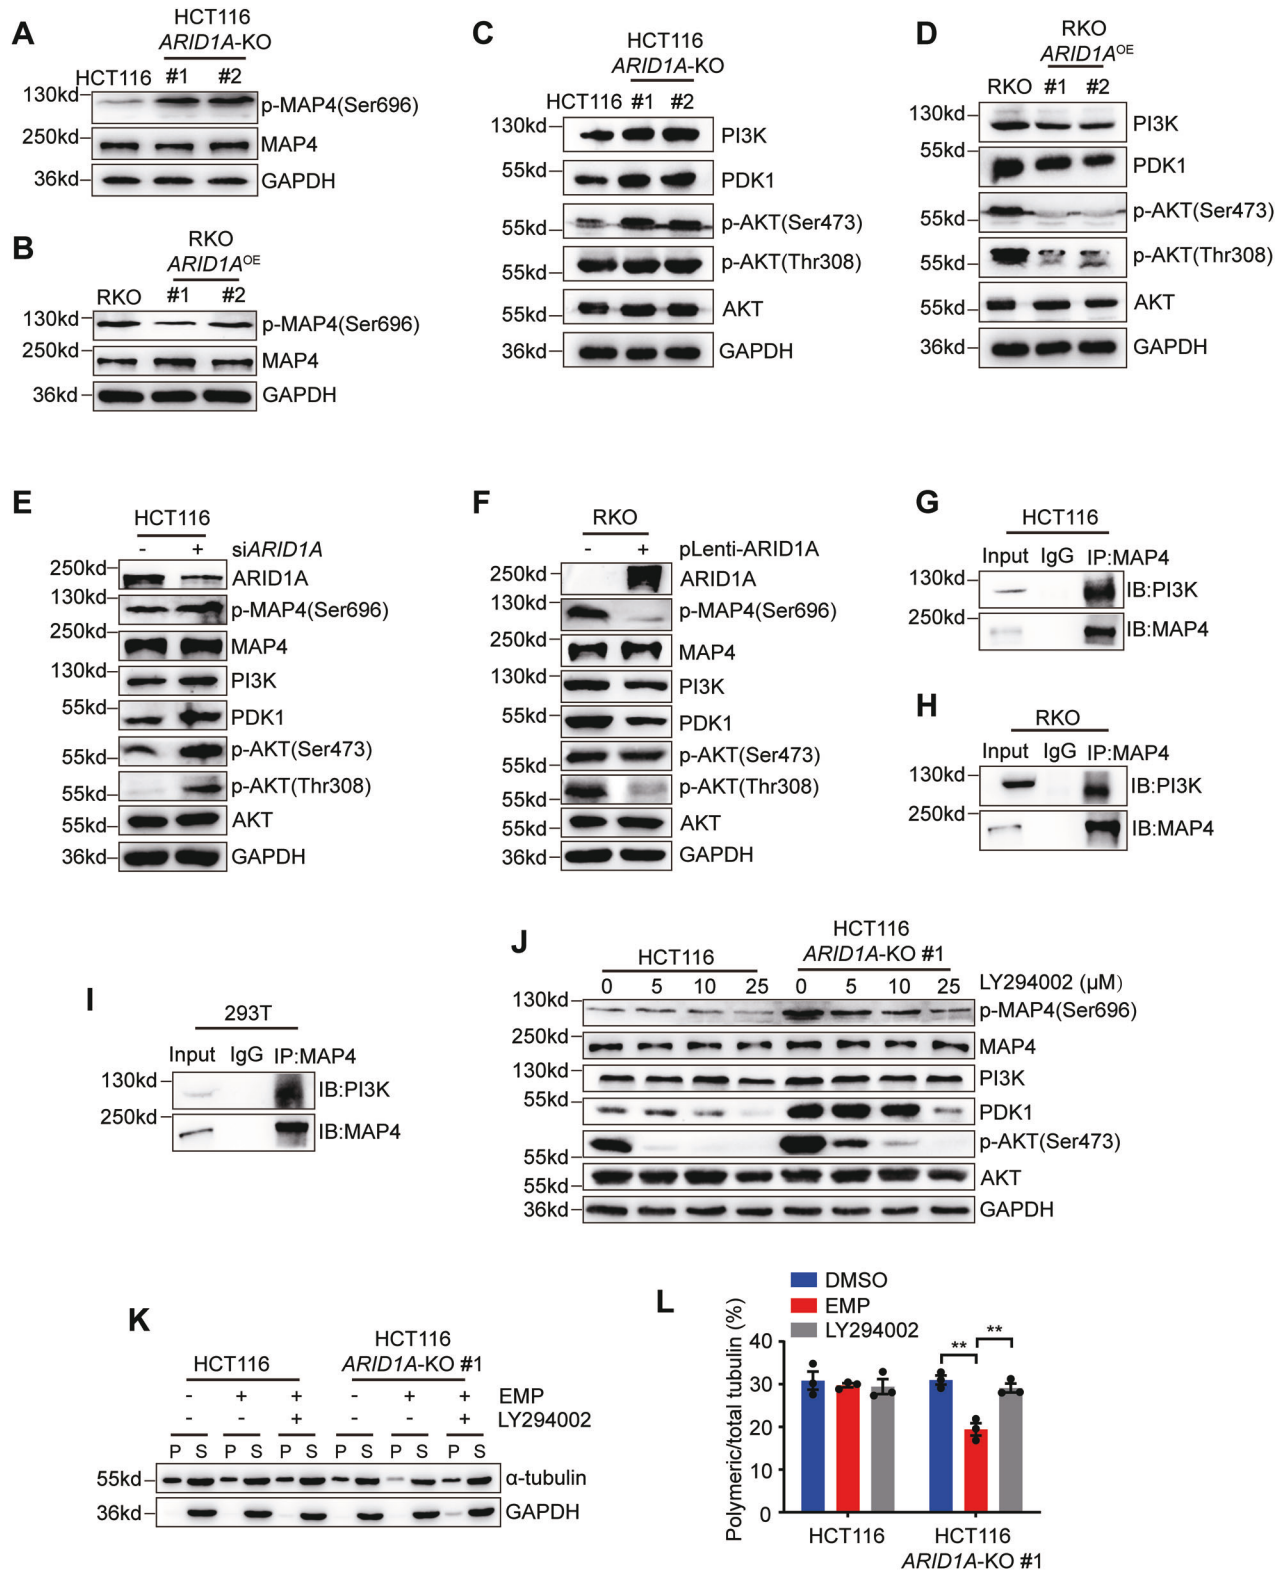 A
HCT116
ARID1A-KO
HCT116 #1 #2
130kd p-MAP4(Ser696)
250kd MAP4
36kd GAPDH
B
RKO
ARID1A^OE
RKO #1 #2
130kd p-MAP4(Ser696)
250kd MAP4
36kd GAPDH
C
HCT116
ARID1A-KO
HCT116 #1 #2
130kd PI3K
55kd PDK1
55kd p-AKT(Ser473)
55kd p-AKT(Thr308)
55kd AKT
36kd GAPDH
D
RKO
ARID1A^OE
RKO #1 #2
130kd PI3K
55kd PDK1
55kd p-AKT(Ser473)
55kd p-AKT(Thr308)
55kd AKT
36kd GAPDH
E
HCT116
- + siARID1A
250kd ARID1A
130kd p-MAP4(Ser696)
250kd MAP4
130kd PI3K
55kd PDK1
55kd p-AKT(Ser473)
55kd p-AKT(Thr308)
55kd AKT
36kd GAPDH
F
RKO
- + pLenti-ARID1A
250kd ARID1A
130kd p-MAP4(Ser696)
250kd MAP4
130kd PI3K
55kd PDK1
55kd p-AKT(Ser473)
55kd p-AKT(Thr308)
55kd AKT
36kd GAPDH
G
HCT116
Input IgG IP:MAP4
130kd IB:PI3K
250kd IB:MAP4
H
RKO
Input IgG IP:MAP4
130kd IB:PI3K
250kd IB:MAP4
I
293T
Input IgG IP:MAP4
130kd IB:PI3K
250kd IB:MAP4
J
HCT116
HCT116
ARID1A-KO #1
0 5 10 25 0 5 10 25 LY294002 (μM)
130kd p-MAP4(Ser696)
250kd MAP4
130kd PI3K
55kd PDK1
55kd p-AKT(Ser473)
55kd AKT
36kd GAPDH
K
HCT116
HCT116
ARID1A-KO #1
- + + - + + EMP
- - + - - + LY294002
P S P S P S P S P S P S
55kd α-tubulin
36kd GAPDH
L
DMSO
EMP
LY294002
Polymeric/total tubulin (%)
40
30
20
10
0
** **
HCT116
HCT116
ARID1A-KO #1